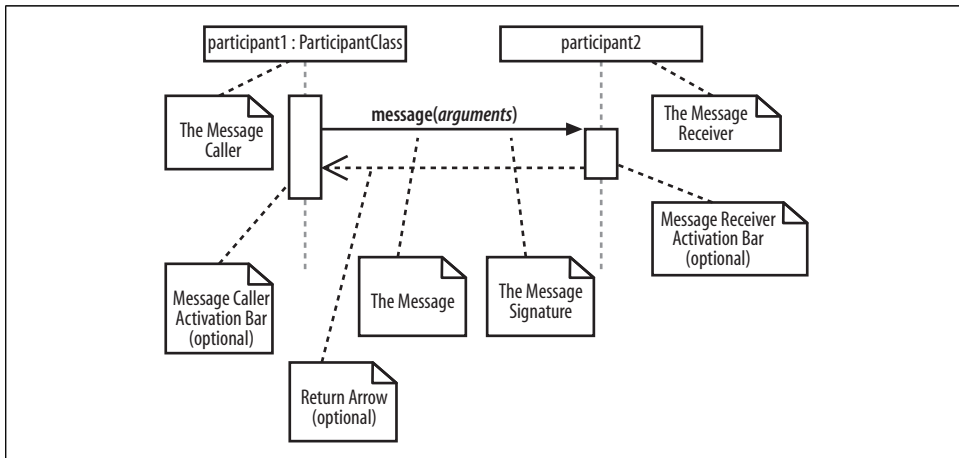 participant1 : ParticipantClass
participant2
The Message
Caller
message(arguments)
The Message
Receiver
Message Receiver
Activation Bar
(optional)
Message Caller
Activation Bar
(optional)
The Message
The Message
Signature
Return Arrow
(optional)